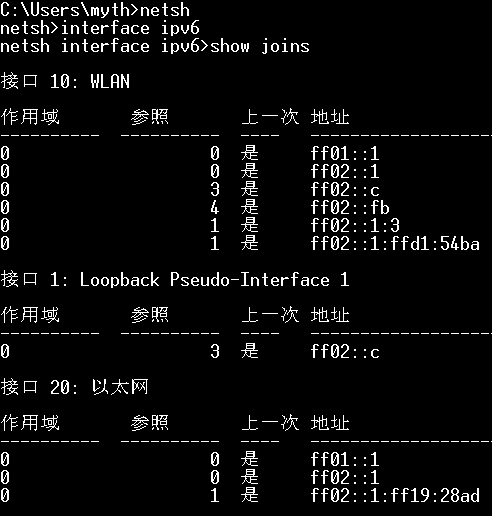 C:\Users\myth>netsh
netsh>interface ipv6
netsh interface ipv6>show joins
接口 10: WLAN
作用域 参照 上一次 地址
---------- ---------- ---- ---------------------------------
0 0 是 ff01::1
0 0 是 ff02::1
0 3 是 ff02::c
0 4 是 ff02::fb
0 1 是 ff02::1:3
0 1 是 ff02::1:ffd1:54ba
接口 1: Loopback Pseudo-Interface 1
作用域 参照 上一次 地址
---------- ---------- ---- ---------------------------------
0 3 是 ff02::c
接口 20: 以太网
作用域 参照 上一次 地址
---------- ---------- ---- ---------------------------------
0 0 是 ff01::1
0 0 是 ff02::1
0 1 是 ff02::1:ff19:28ad